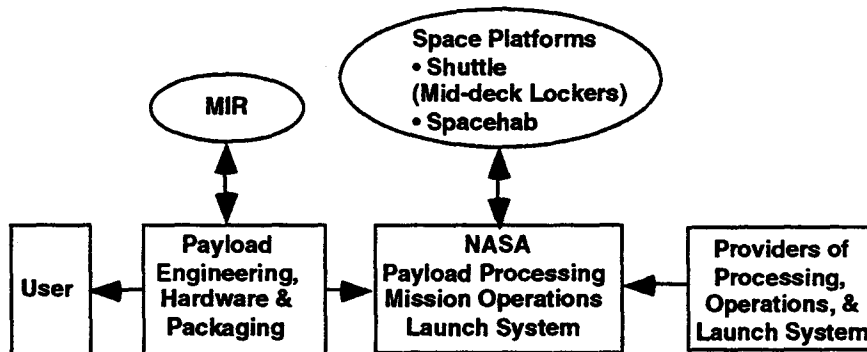 Space Platforms
• Shuttle
(Mid-deck Lockers)
• Spacehab
MIR
User
Payload
Engineering,
Hardware &
Packaging
NASA
Payload Processing
Mission Operations
Launch System
Providers of
Processing,
Operations, &
Launch System